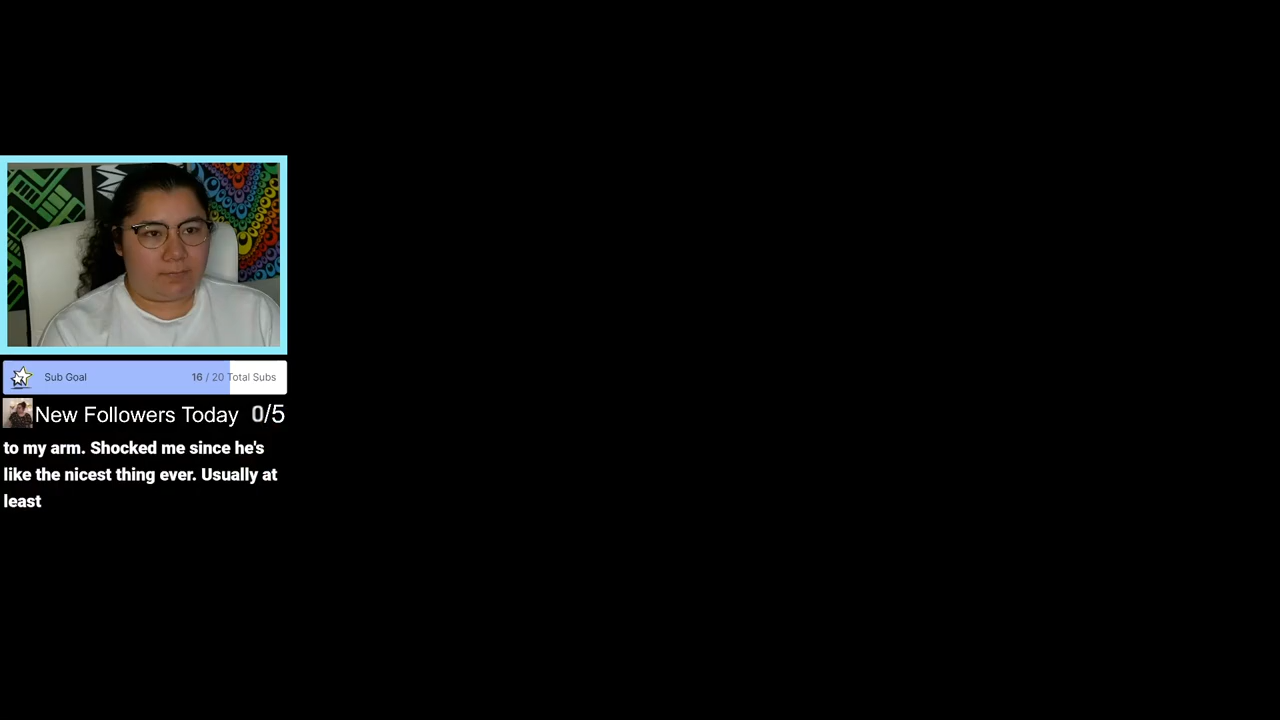 Sub Goal 16 / 20 Total Subs
New Followers Today 0/5
to my arm. Shocked me since he's
like the nicest thing ever. Usually at
least